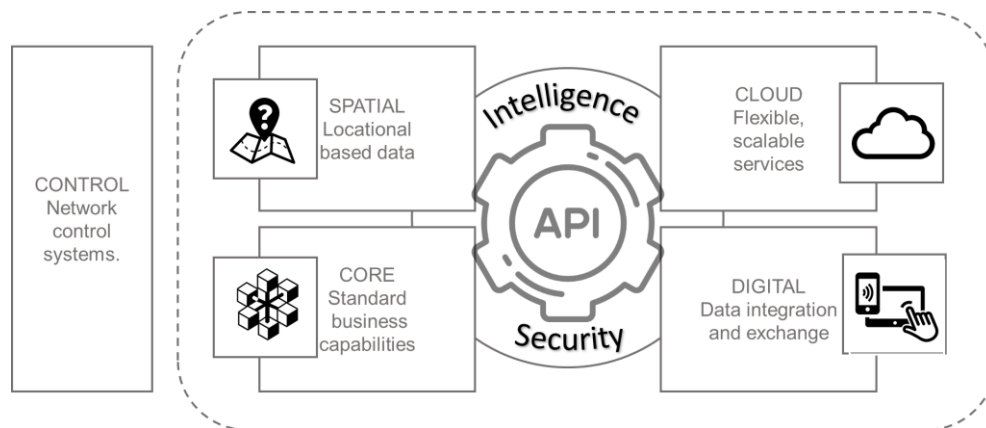 CONTROL
Network
control
systems.
SPATIAL
Locational
based data
CORE
Standard
business
capabilities
Intelligence
API
Security
CLOUD
Flexible,
scalable
services
DIGITAL
Data integration
and exchange
?